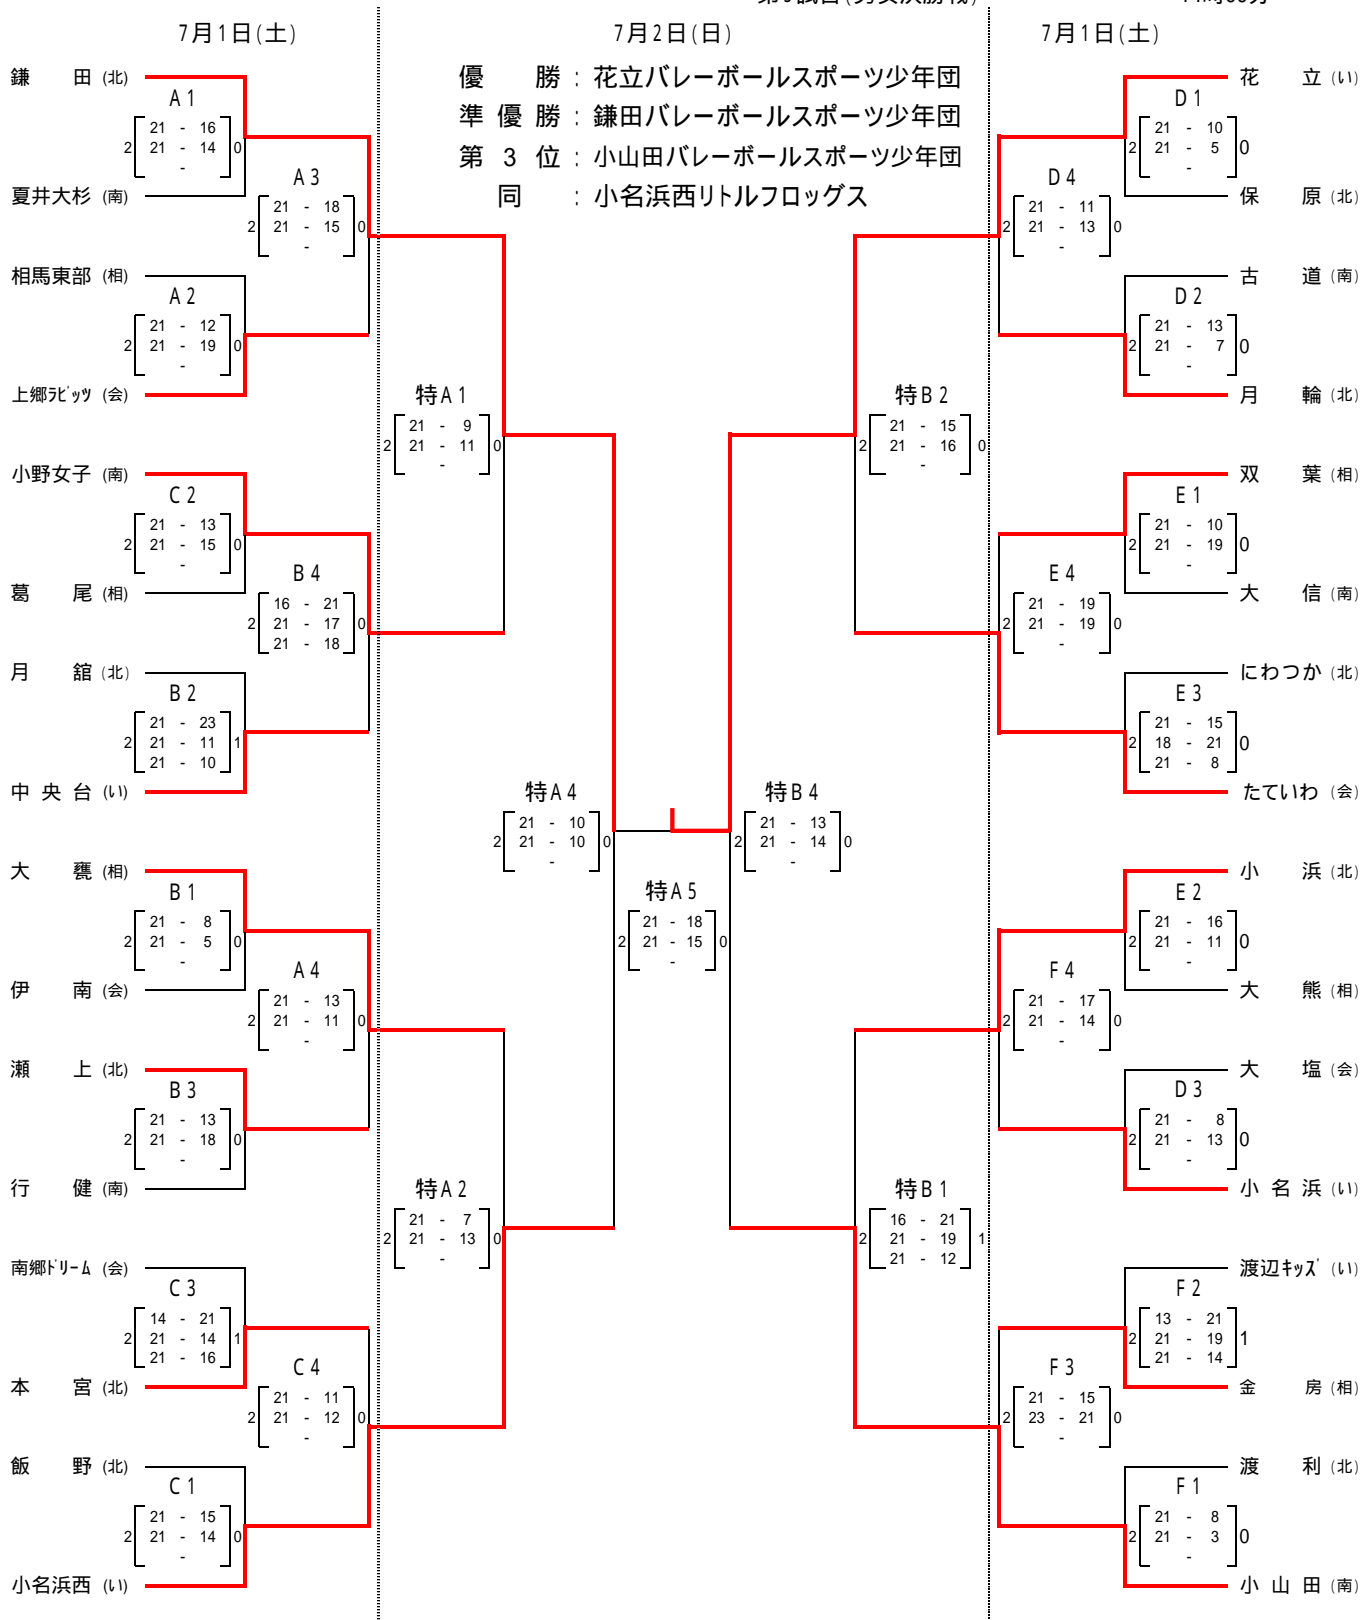 7月1日(土)
7月2日(日)
7月1日(土)
優勝：花立バレーボールスポーツ少年団
準優勝：鎌田バレーボールスポーツ少年団
第3位：小山田バレーボールスポーツ少年団
同：小名浜西リトルフロッグス
鎌田(北)
A1
2 21 - 16 0
21 - 14
-
夏井大杉(南)
A3
2 21 - 18 0
21 - 15
-
相馬東部(相)
A2
2 21 - 12 0
21 - 19
-
上郷ラビッツ(会)
特A1
2 21 - 9 0
21 - 11
-
小野女子(南)
C2
2 21 - 13 0
21 - 15
-
葛尾(相)
B4
16 - 21
2 21 - 17 0
21 - 18
月舘(北)
B2
21 - 23
2 21 - 11 1
21 - 10
中央台(い)
特A4
2 21 - 10 0
21 - 10
-
大甕(相)
B1
2 21 - 8 0
21 - 5
-
伊南(会)
A4
2 21 - 13 0
21 - 11
-
瀬上(北)
B3
2 21 - 13 0
21 - 18
-
行健(南)
特A2
2 21 - 7 0
21 - 13
-
南郷ドリーム(会)
C3
14 - 21
2 21 - 14 1
21 - 16
本宮(北)
C4
2 21 - 11 0
21 - 12
-
飯野(北)
C1
2 21 - 15 0
21 - 14
-
小名浜西(い)
特A5
2 21 - 18 0
21 - 15
-
花立(い)
D1
2 21 - 10 0
21 - 5
-
保原(北)
D4
2 21 - 11 0
21 - 13
-
古道(南)
D2
2 21 - 13 0
21 - 7
-
月輪(北)
特B2
2 21 - 15 0
21 - 16
-
双葉(相)
E1
2 21 - 10 0
21 - 19
-
大信(南)
E4
2 21 - 19 0
21 - 19
-
にわつか(北)
E3
21 - 15
2 18 - 21 0
21 - 8
たていわ(会)
特B4
2 21 - 13 0
21 - 14
-
小浜(北)
E2
2 21 - 16 0
21 - 11
-
大熊(相)
F4
2 21 - 17 0
21 - 14
-
大塩(会)
D3
2 21 - 8 0
21 - 13
-
小名浜(い)
特B1
16 - 21
2 21 - 19 1
21 - 12
渡辺キッズ(い)
F2
13 - 21
2 21 - 19 1
21 - 14
金房(相)
F3
2 21 - 15 0
23 - 21
-
渡利(北)
F1
2 21 - 8 0
21 - 3
-
小山田(南)